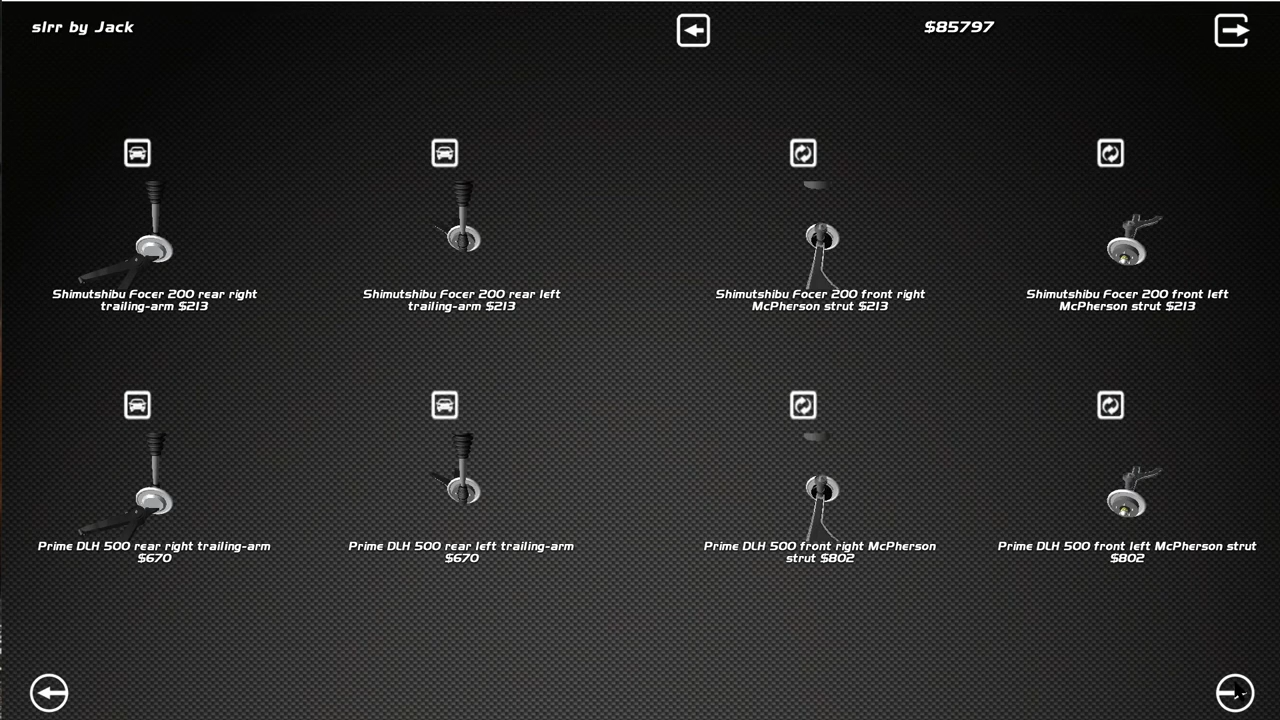 slrr by Jack
$85797
Shimutshibu Focer 200 rear right
trailing-arm $213
Shimutshibu Focer 200 rear left
trailing-arm $213
Shimutshibu Focer 200 front right
McPherson strut $213
Shimutshibu Focer 200 front left
McPherson strut $213
Prime DLH 500 rear right trailing-arm
$670
Prime DLH 500 rear left trailing-arm
$670
Prime DLH 500 front right McPherson
strut $802
Prime DLH 500 front left McPherson strut
$802